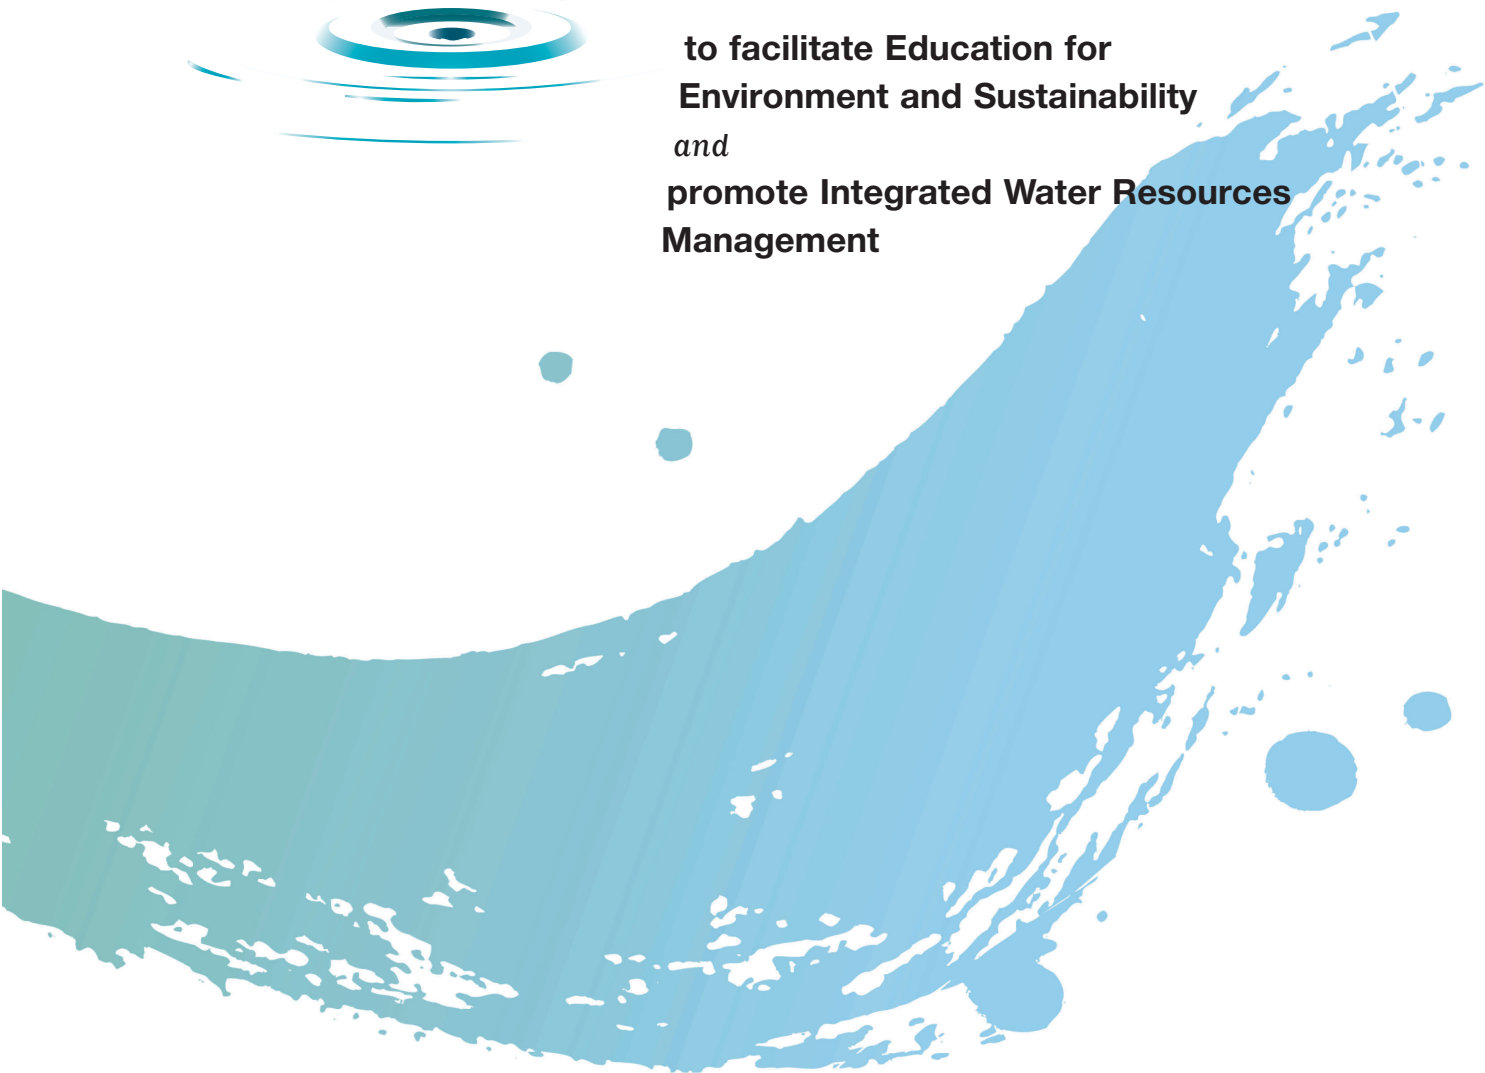 to facilitate Education for
Environment and Sustainability
and
promote Integrated Water Resources
Management